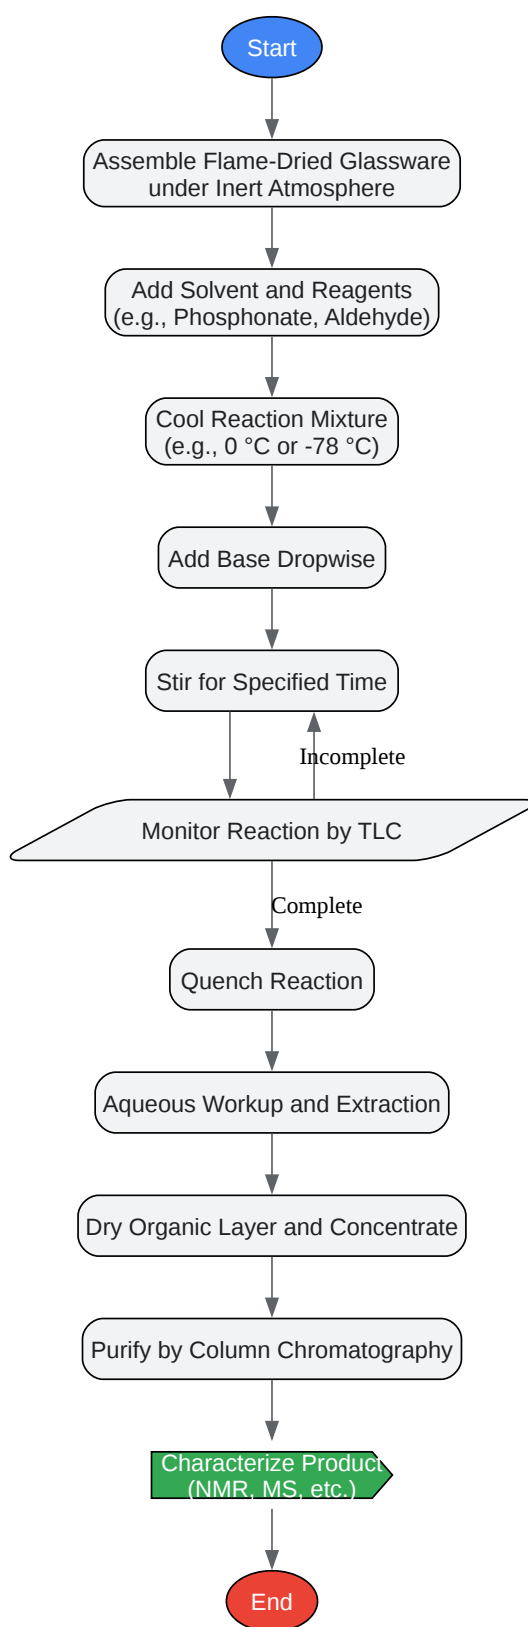 Start
Assemble Flame-Dried Glassware
under Inert Atmosphere
Add Solvent and Reagents
(e.g., Phosphonate, Aldehyde)
Cool Reaction Mixture
(e.g., 0 °C or -78 °C)
Add Base Dropwise
Stir for Specified Time
Incomplete
Monitor Reaction by TLC
Complete
Quench Reaction
Aqueous Workup and Extraction
Dry Organic Layer and Concentrate
Purify by Column Chromatography
Characterize Product
(NMR, MS, etc.)
End